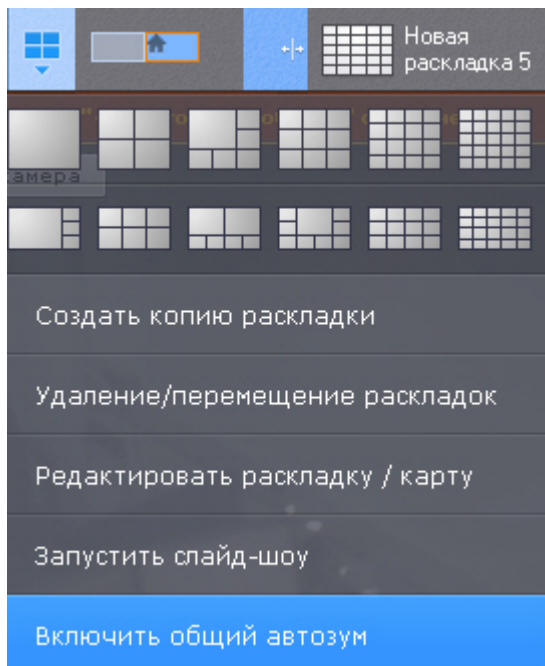 Новая
раскладка 5
камера
Создать копию раскладки
Удаление/перемещение раскладок
Редактировать раскладку / карту
Запустить слайд-шоу
Включить общий автозум